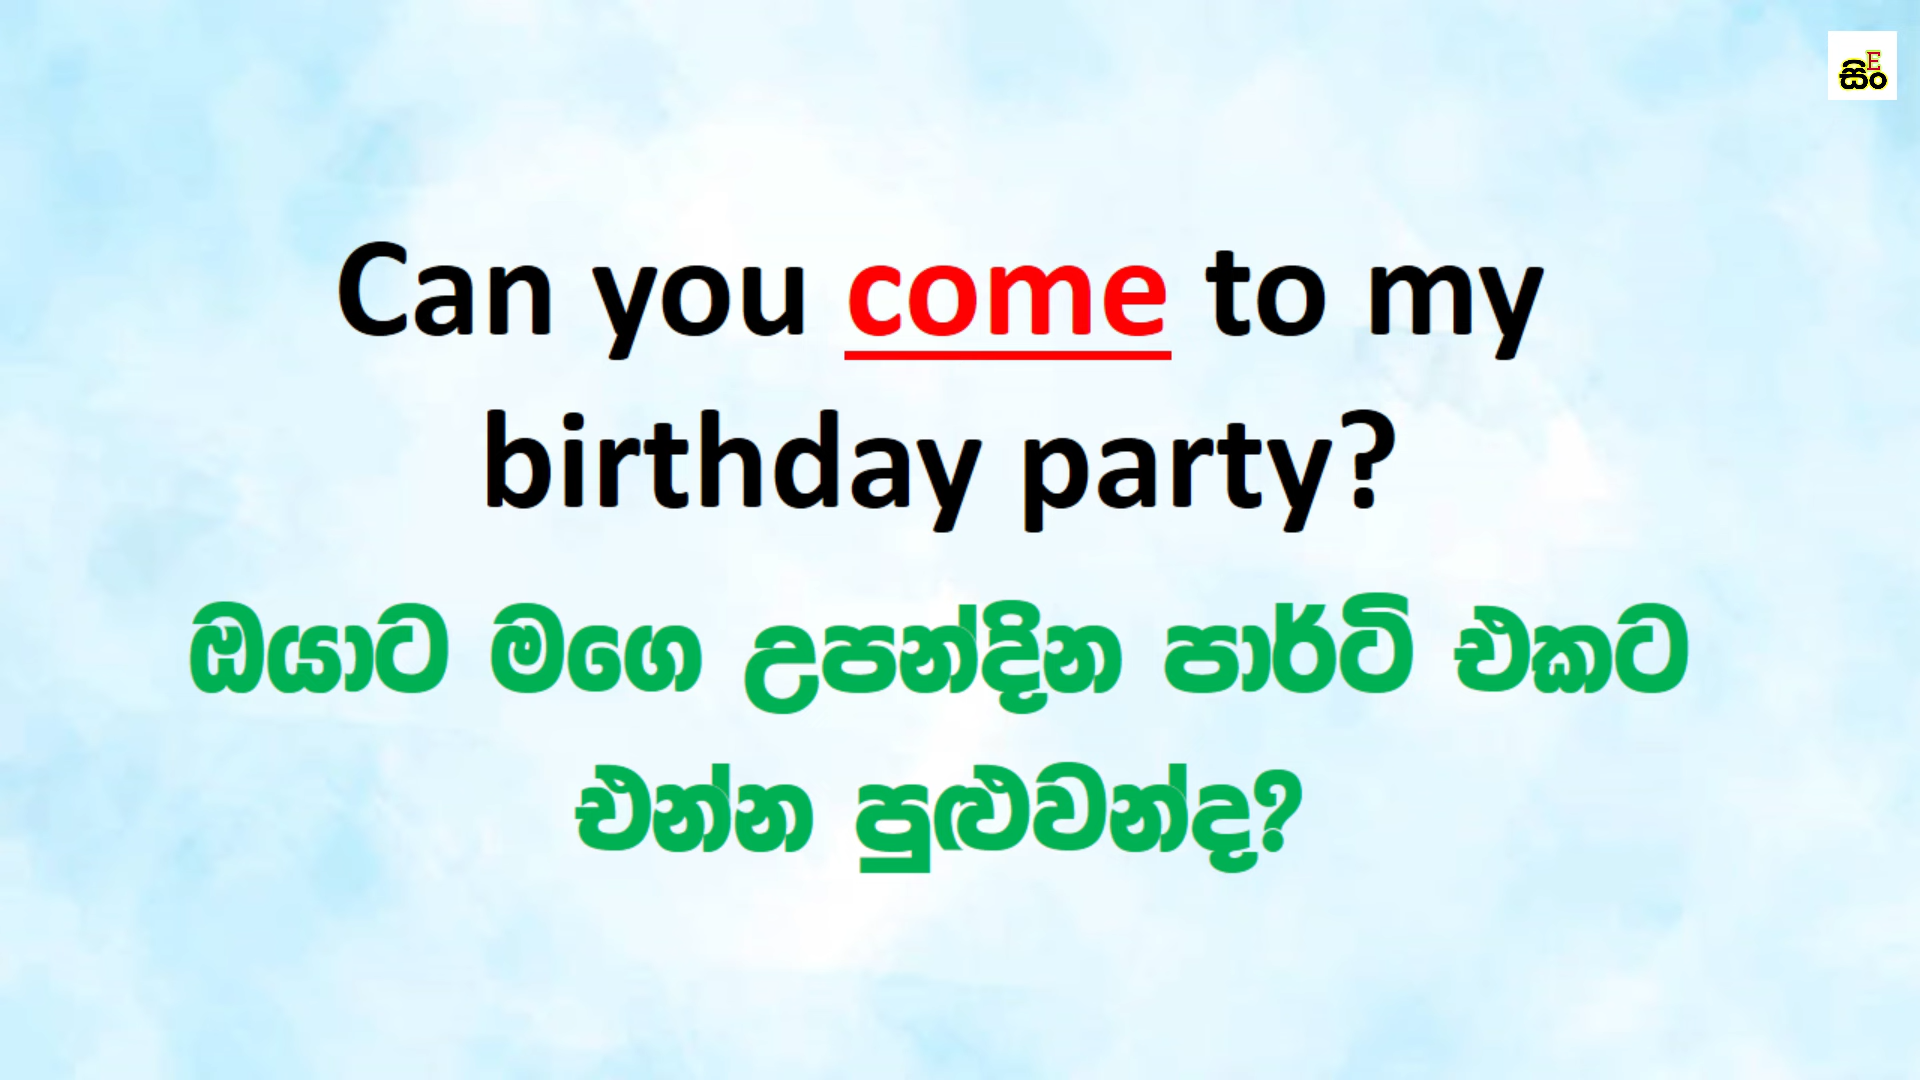 සිං E
Can you come to my
birthday party?
ඔයාට මගෙ උපන්දින පාර්ටි එකට
එන්න පුළුවන්ද?